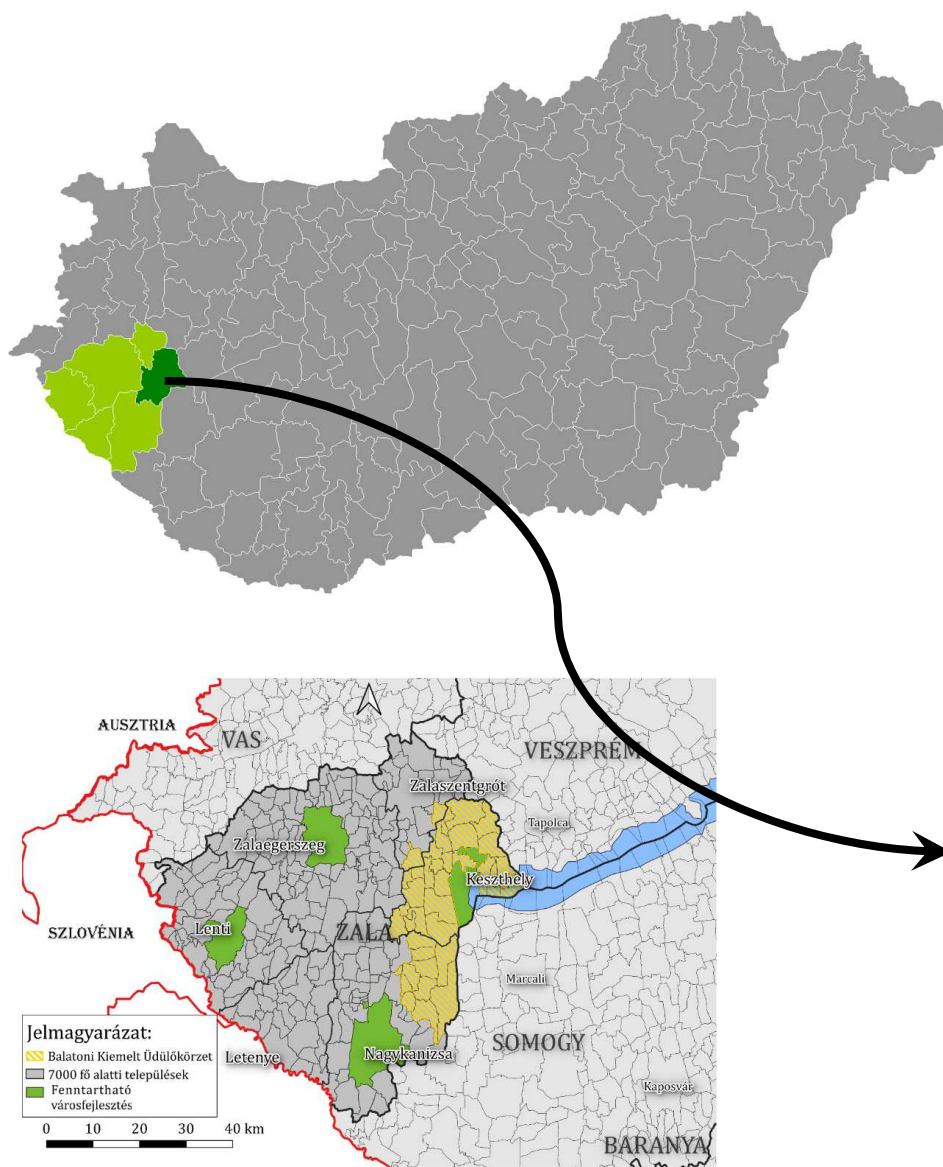 AUSZTRIA
VAS
VESZPRÉM
Zalaszentgrót
Tapolca
Zalaegerszeg
Keszthely
Lenti
ZALA
SZLOVÉNIA
Marcali
Jelmagyarázat:
Balatoni Kiemelt Üdülőkörzet
7000 fő alatti települések
Fenntartható
városfejlesztés
Letenye
Nagykanizsa
SOMOGY
Kaposvár
0 10 20 30 40 km
BARANYA